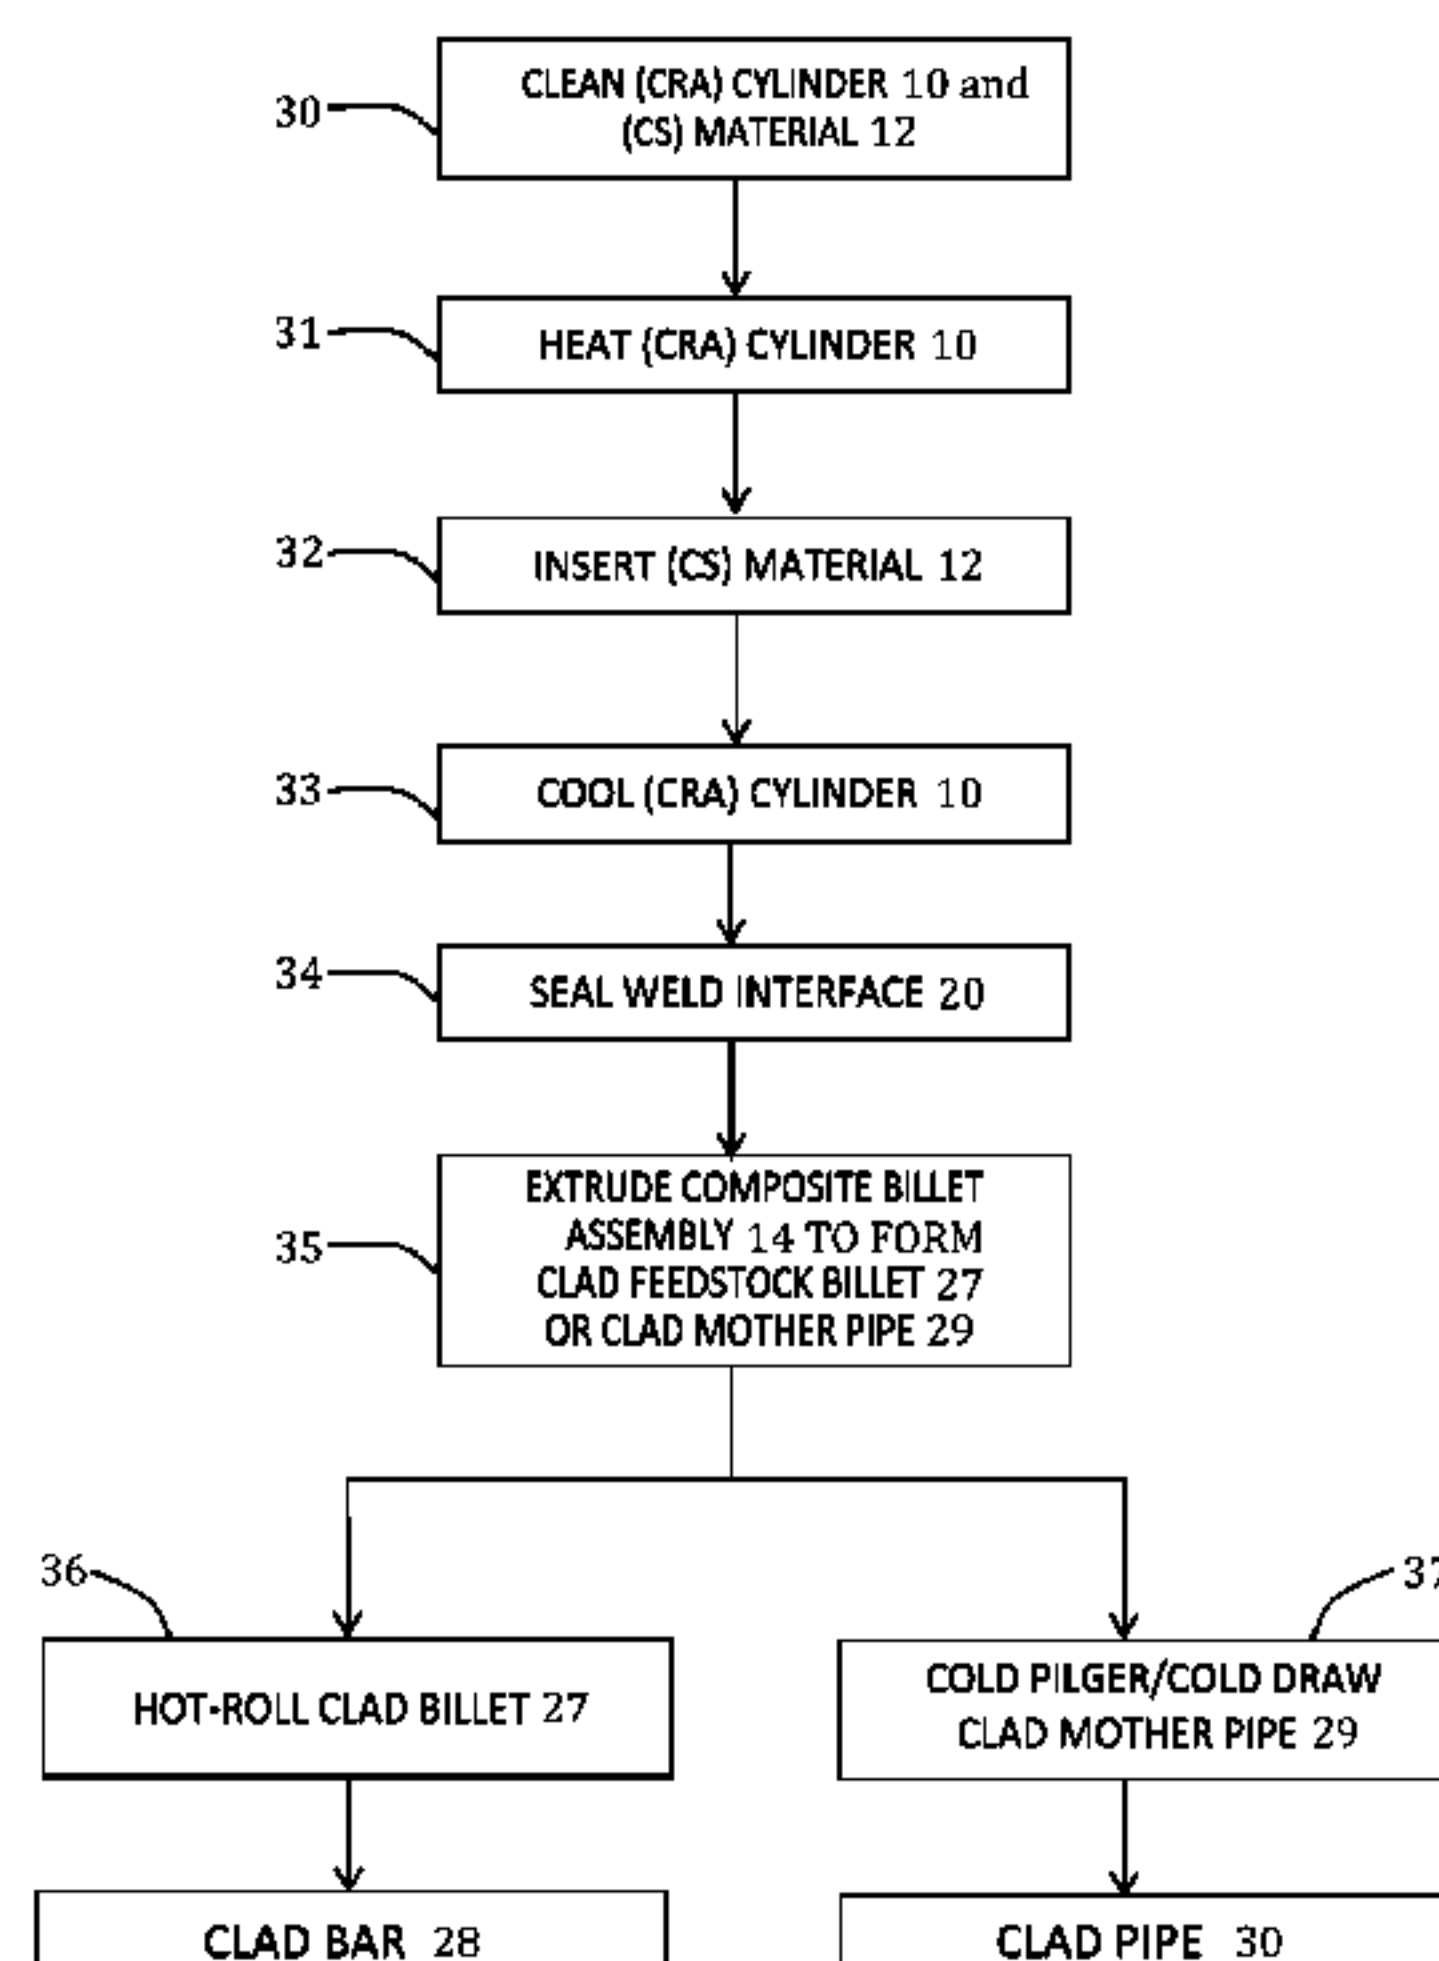 30
CLEAN (CRA) CYLINDER 10 and
(CS) MATERIAL 12
31
HEAT (CRA) CYLINDER 10
32
INSERT (CS) MATERIAL 12
33
COOL (CRA) CYLINDER 10
34
SEAL WELD INTERFACE 20
35
EXTRUDE COMPOSITE BILLET
ASSEMBLY 14 TO FORM
CLAD FEEDSTOCK BILLET 27
OR CLAD MOTHER PIPE 29
36
HOT-ROLL CLAD BILLET 27
37
COLD PILGER/COLD DRAW
CLAD MOTHER PIPE 29
CLAD BAR 28
CLAD PIPE 30